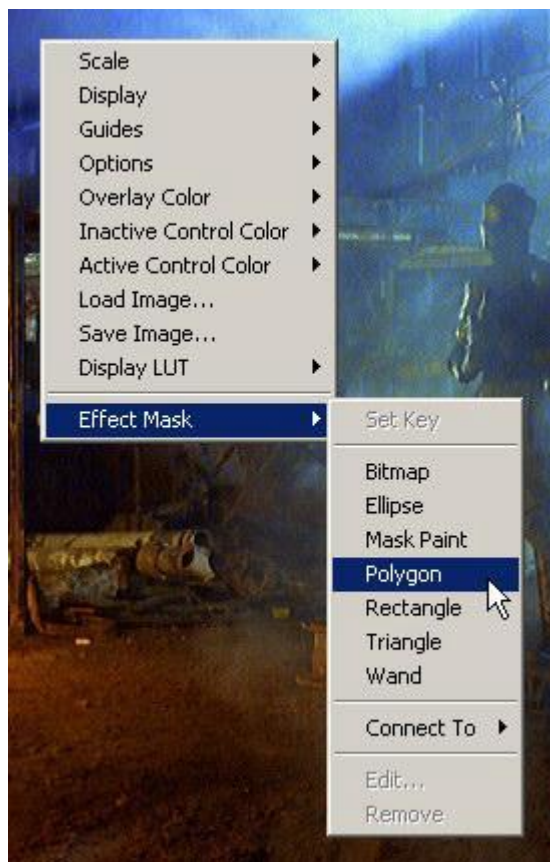 Scale
Display
Guides
Options
Overlay Color
Inactive Control Color
Active Control Color
Load Image...
Save Image...
Display LUT
Effect Mask
Set Key
Bitmap
Ellipse
Mask Paint
Polygon
Rectangle
Triangle
Wand
Connect To
Edit...
Remove